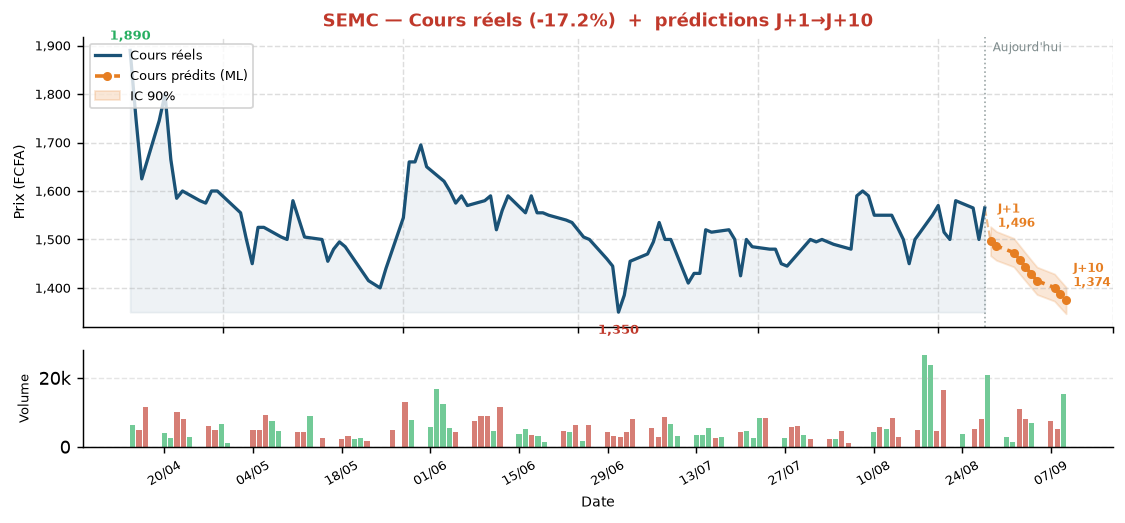 SEMC — Cours réels (-17.2%) + prédictions J+1→J+10
1,890
Aujourd'hui
Cours réels
Cours prédits (ML)
IC 90%
1,900
1,800
1,700
1,600
1,500
1,400
Prix (FCFA)
J+1
1,496
J+10
1,374
1,350
20k
0
Volume
20/04
04/05
18/05
01/06
15/06
29/06
13/07
27/07
10/08
24/08
07/09
Date